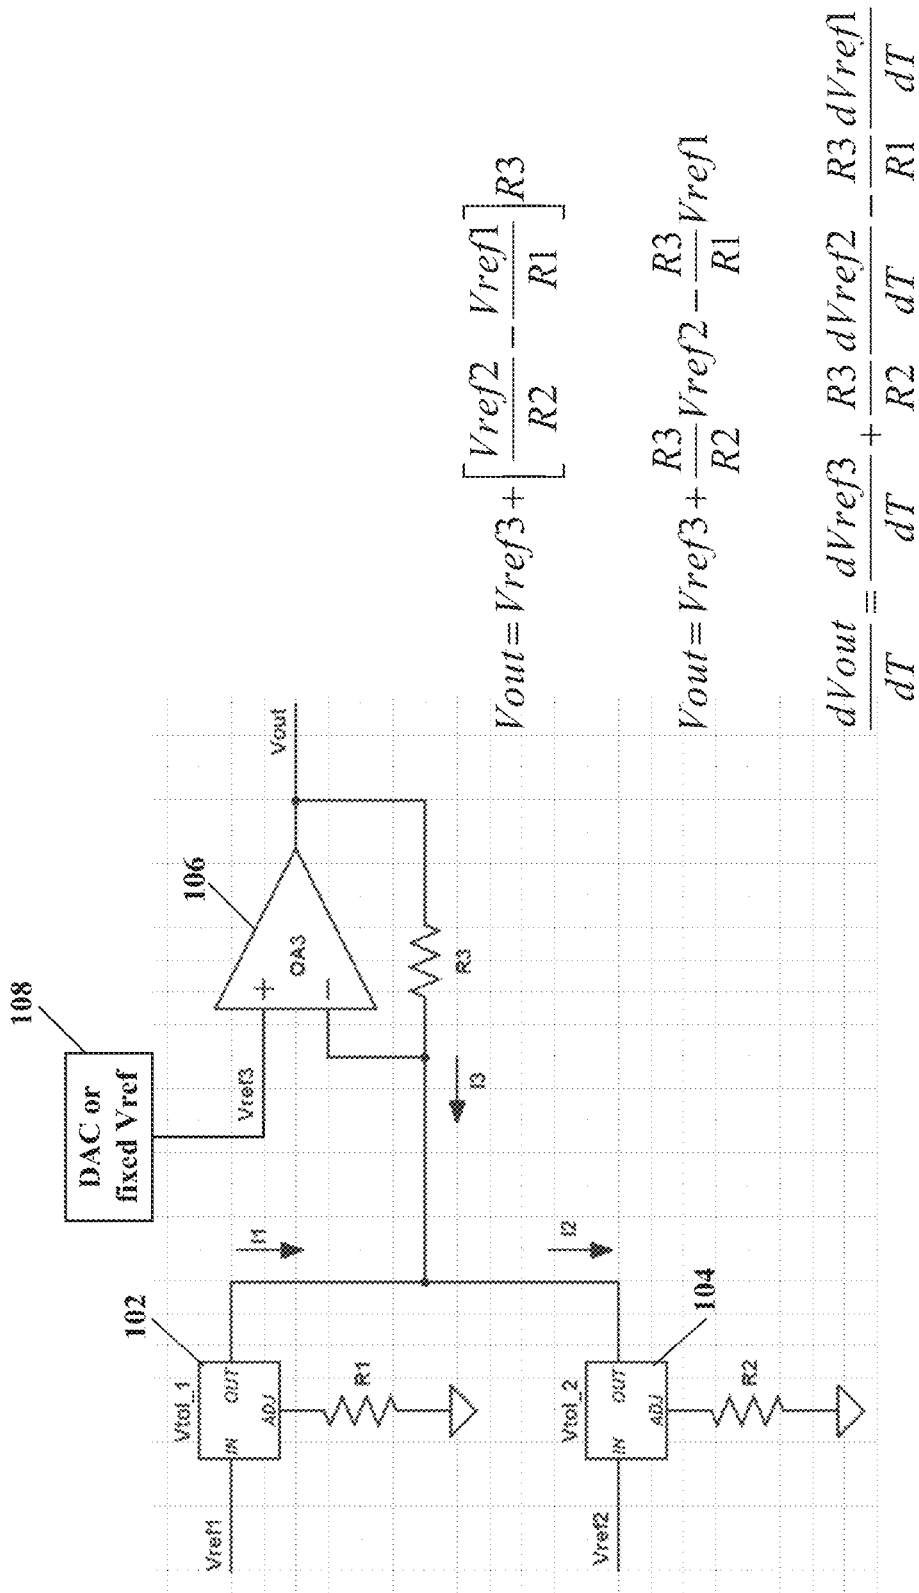 108
DAC or
fixed Vref
106
102
Vref3
OA3
+
−
Vout
Vtol_1
Vref1
IN
OUT
ADJ
I1
R1
R3
I3
Vtol_2
104
Vref2
IN
OUT
ADJ
I2
R2
Vout=Vref3+[Vref2/R2 - Vref1/R1]R3
Vout=Vref3+R3/R2 Vref2 - R3/R1 Vref1
dVout/dT = dVref3/dT + R3/R2 dVref2/dT - R3/R1 dVref1/dT